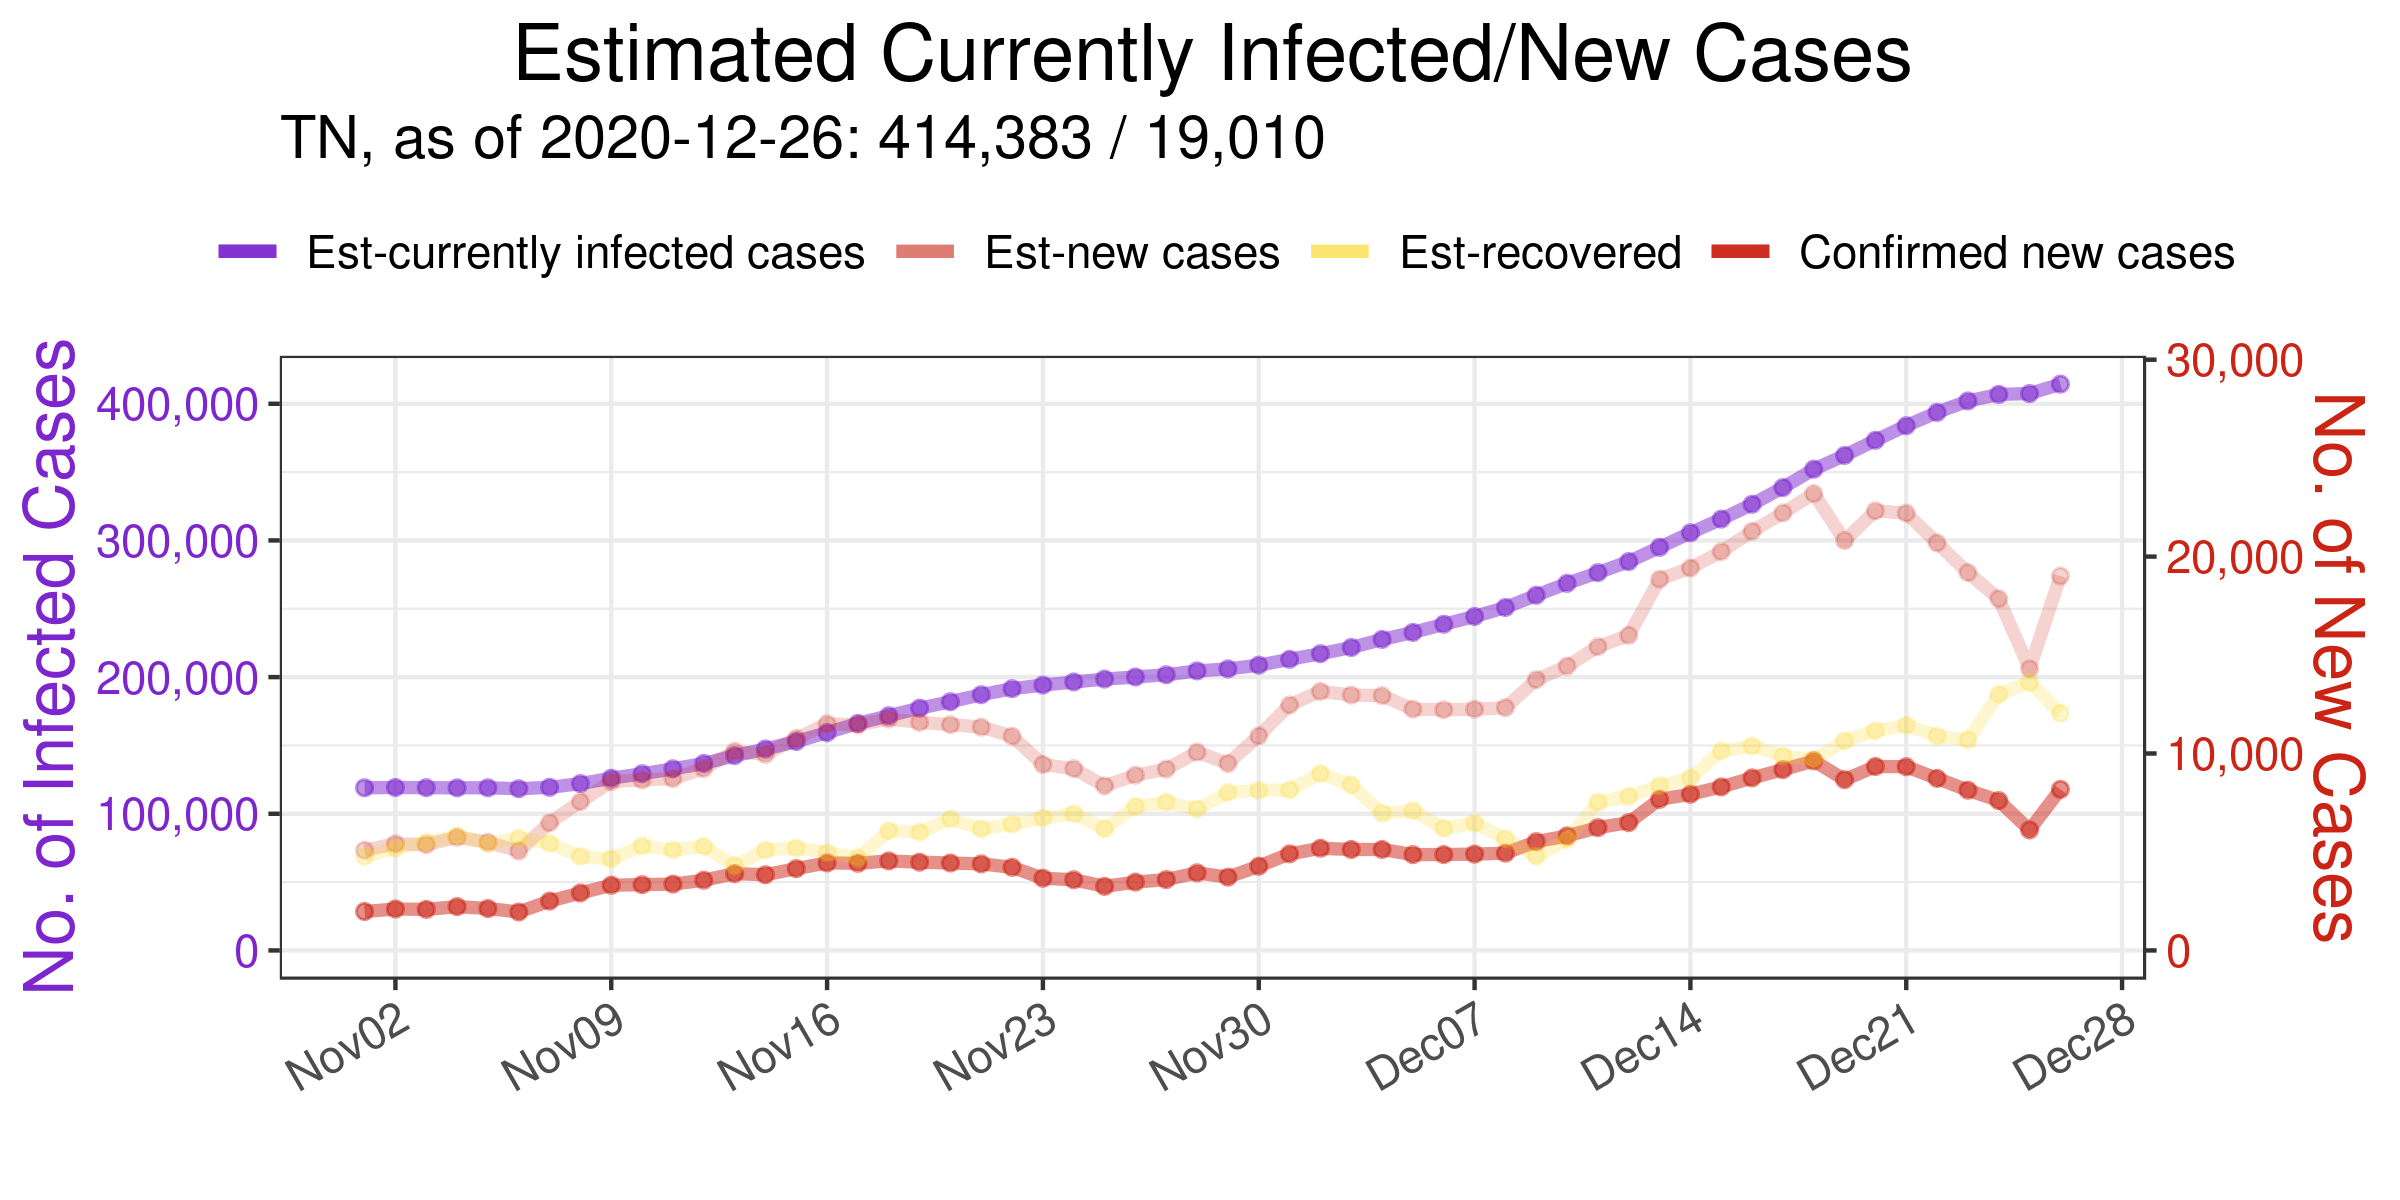 Estimated Currently Infected/New Cases
TN, as of 2020-12-26: 414,383 / 19,010
Est-currently infected cases
Est-new cases
Est-recovered
Confirmed new cases
No. of Infected Cases
400,000
300,000
200,000
100,000
0
30,000
20,000
10,000
0
No. of New Cases
Nov02
Nov09
Nov16
Nov23
Nov30
Dec07
Dec14
Dec21
Dec28